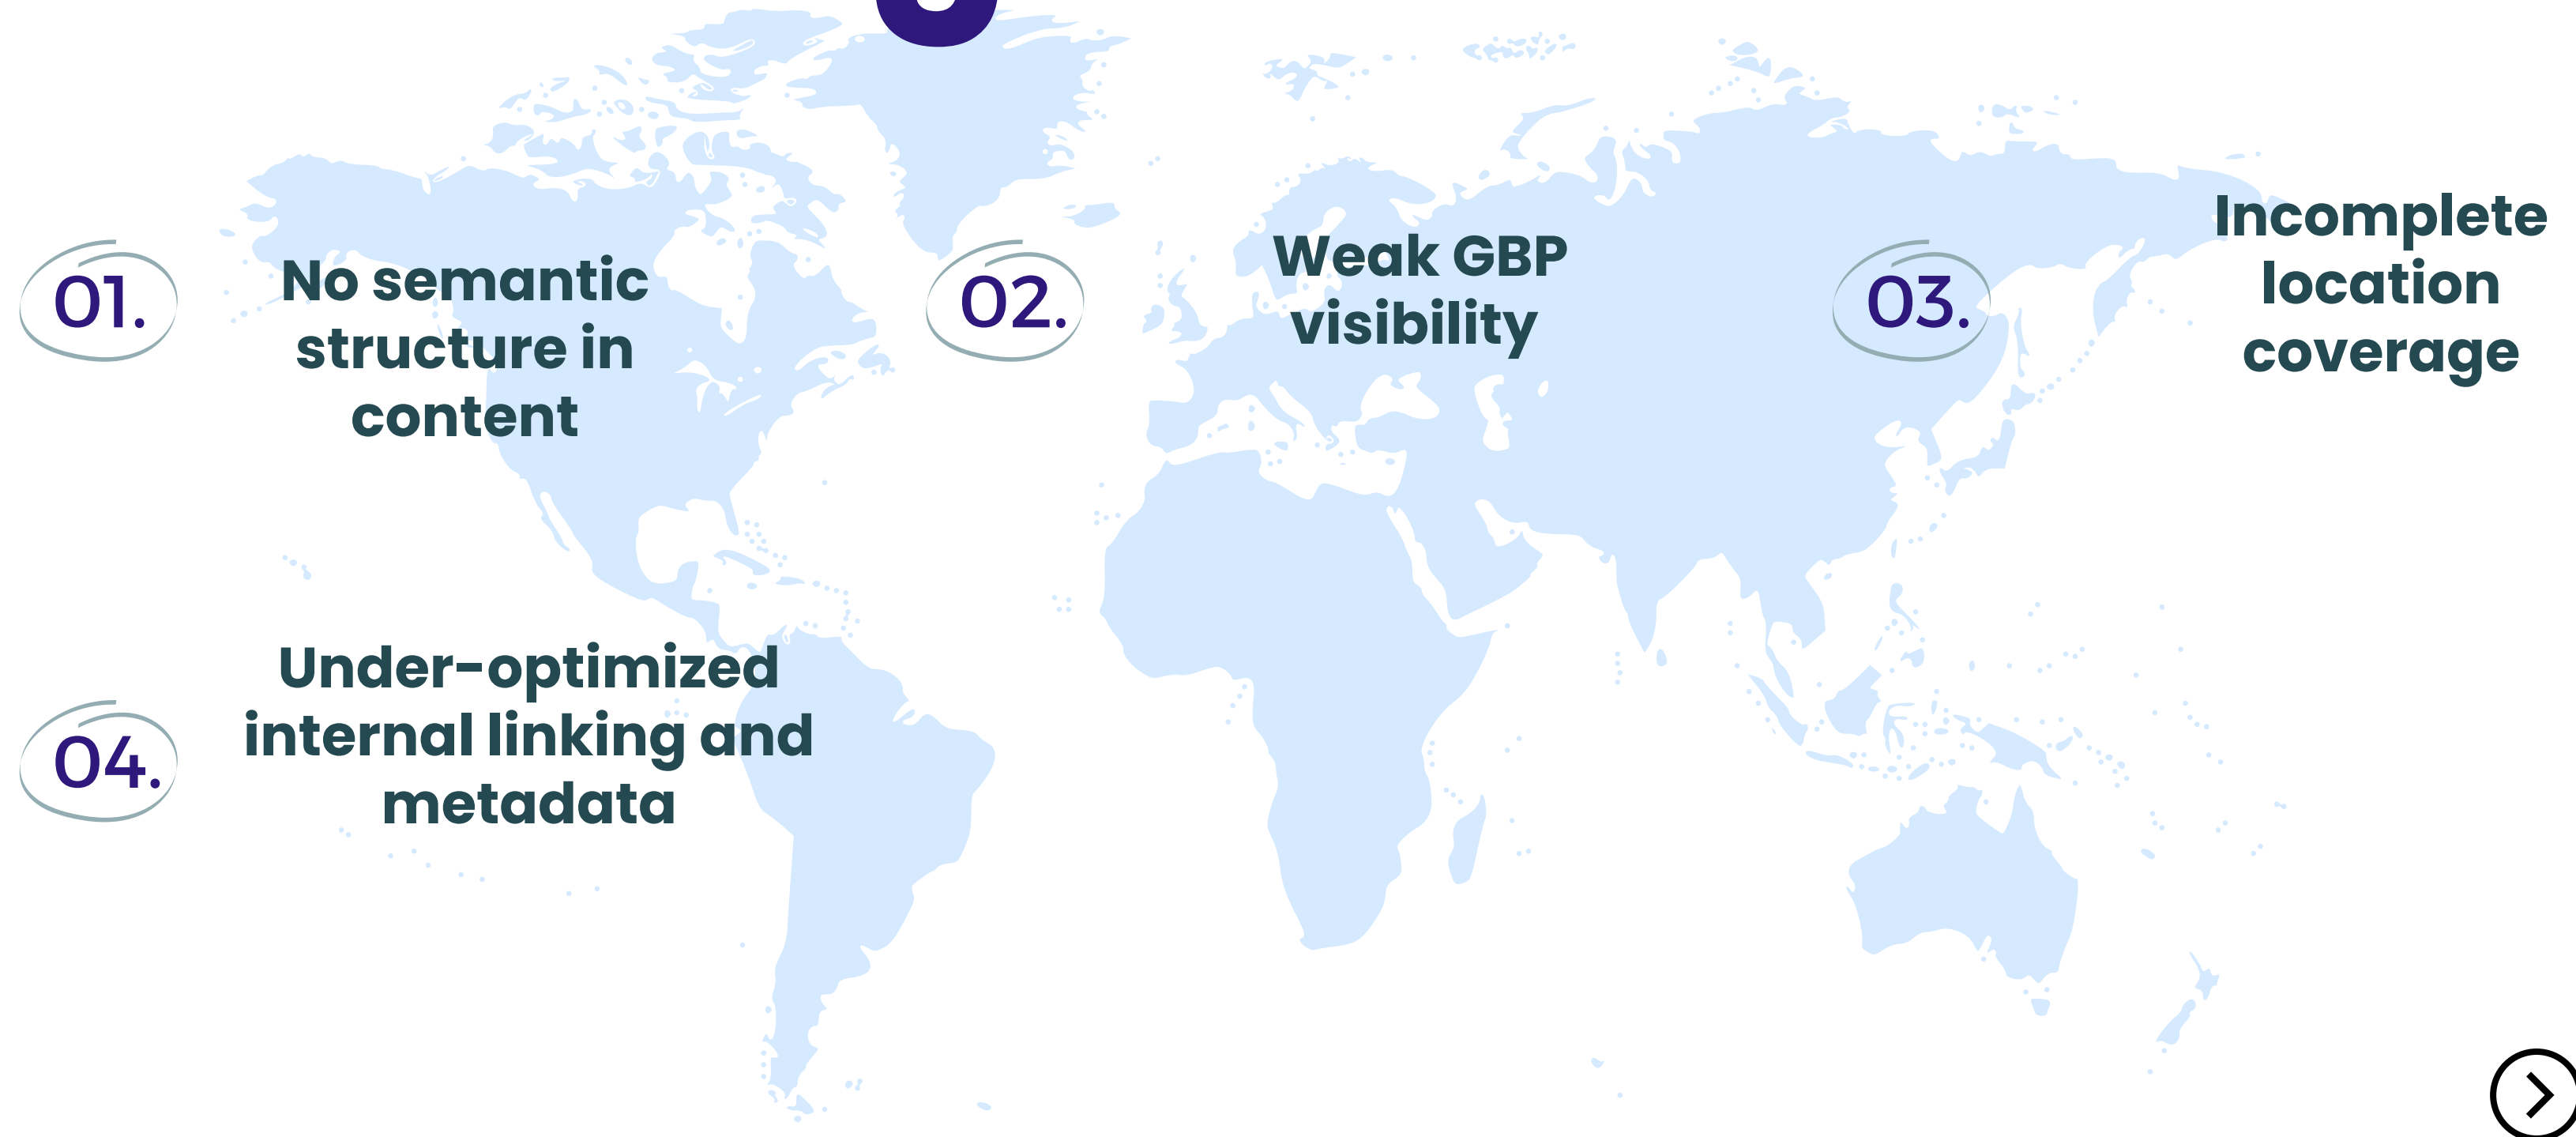 01.
No semantic
structure in
content
02.
Weak GBP
visibility
03.
Incomplete
location
coverage
04.
Under-optimized
internal linking and
metadata